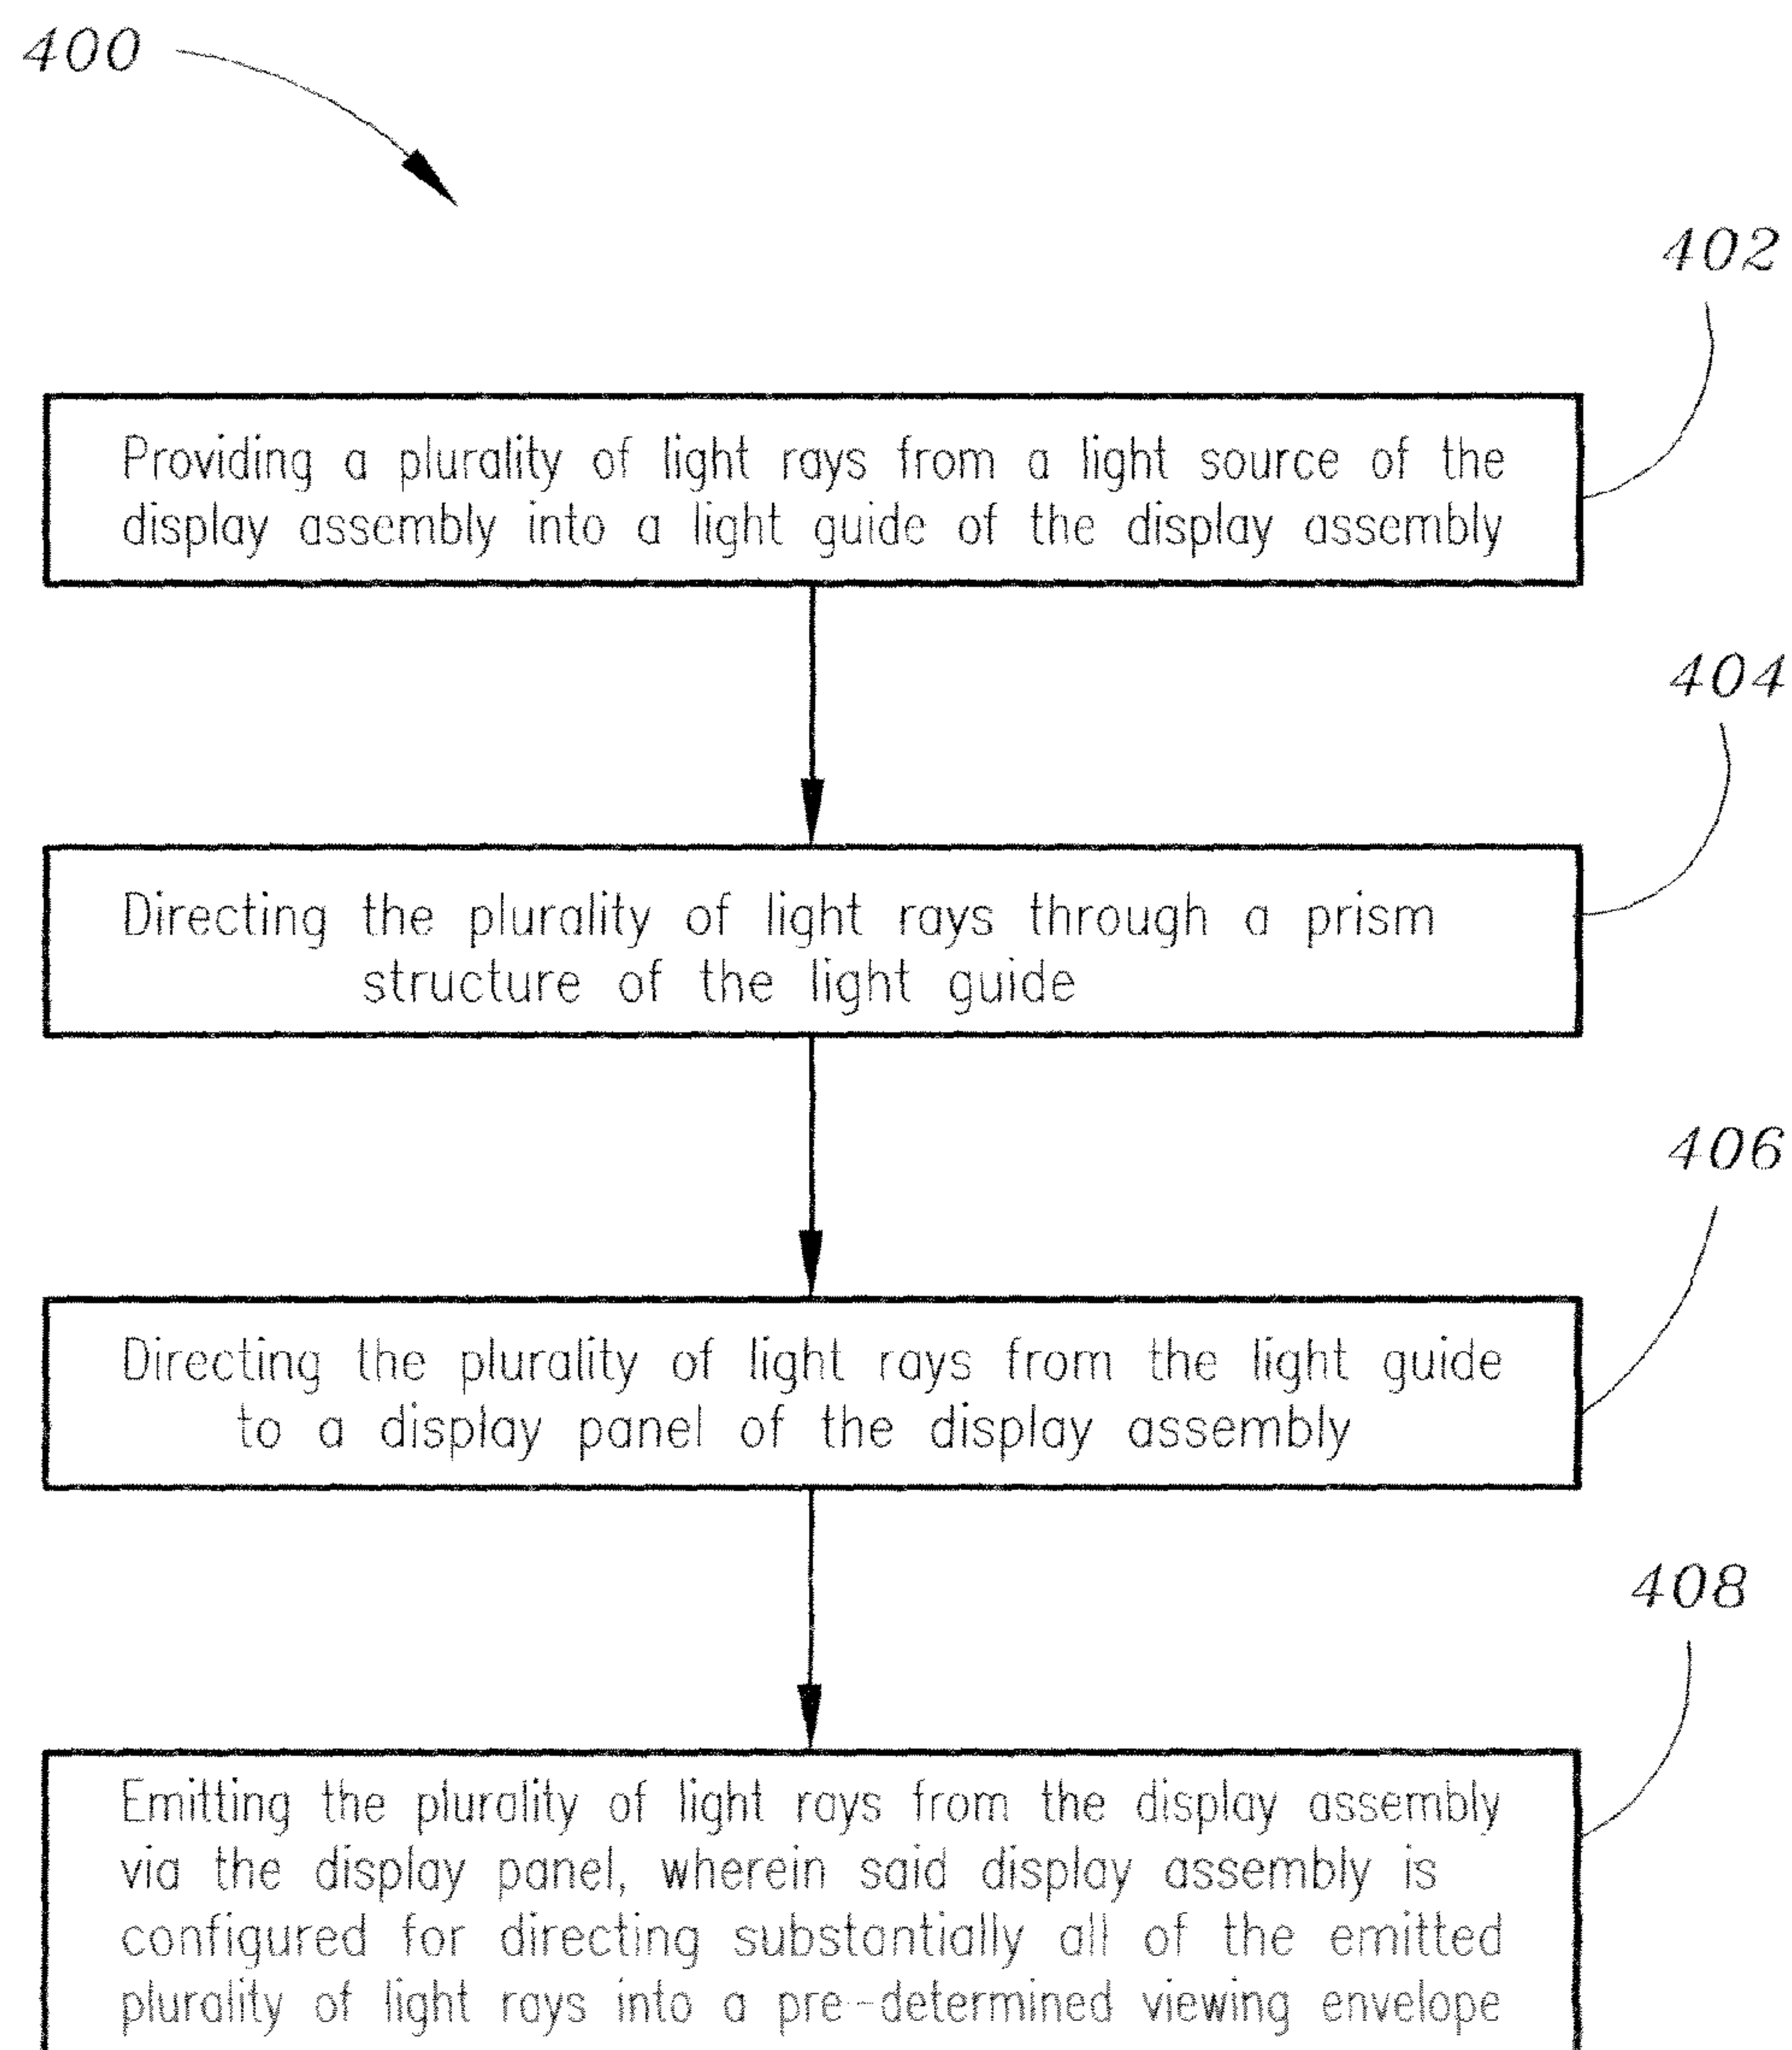 400
402
Providing a plurality of light rays from a light source of the
display assembly into a light guide of the display assembly
404
Directing the plurality of light rays through a prism
structure of the light guide
406
Directing the plurality of light rays from the light guide
to a display panel of the display assembly
408
Emitting the plurality of light rays from the display assembly
via the display panel, wherein said display assembly is
configured for directing substantially all of the emitted
plurality of light rays into a pre-determined viewing envelope